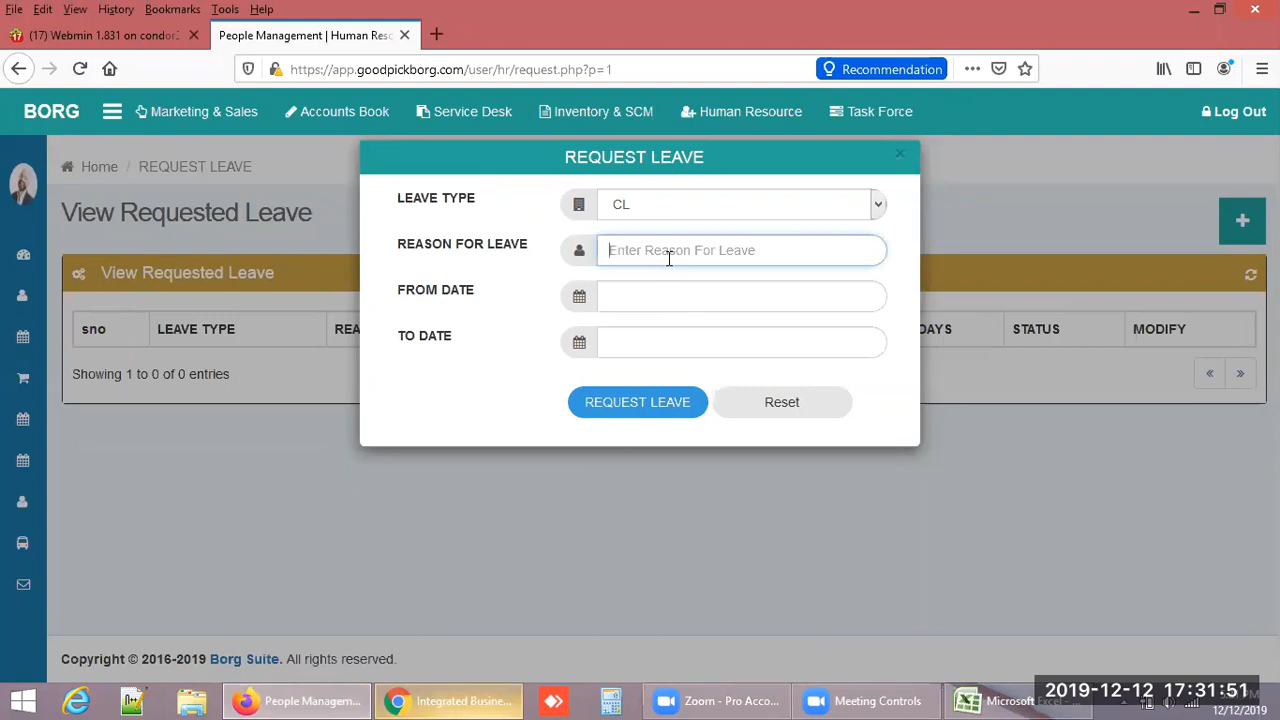 File Edit View History Bookmarks Tools Help
(17) Webmin 1.831 on condor2
People Management | Human Reso
https://app.goodpickborg.com/user/hr/request.php?p=1
Recommendation
BORG Marketing & Sales Accounts Book Service Desk Inventory & SCM Human Resource Task Force Log Out
Home / REQUEST LEAVE
View Requested Leave
View Requested Leave
sno LEAVE TYPE REA DAYS STATUS MODIFY
Showing 1 to 0 of 0 entries
« »
REQUEST LEAVE
×
LEAVE TYPE CL
REASON FOR LEAVE Enter Reason For Leave
FROM DATE
TO DATE
REQUEST LEAVE Reset
Copyright © 2016-2019 Borg Suite. All rights reserved.
People Managem... Integrated Busine... Zoom - Pro Acco... Meeting Controls Microsoft Exc
2019-12-12 17:31:51
12/12/2019